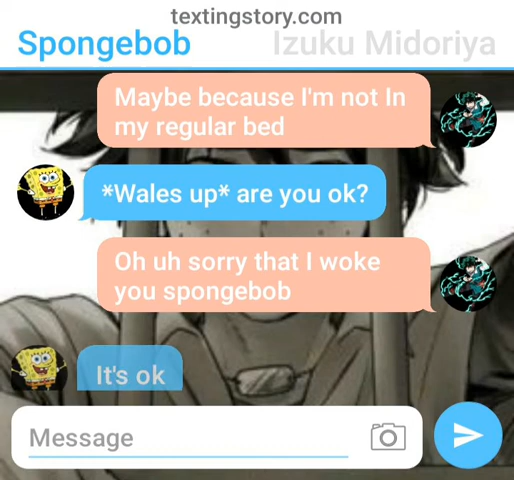 textingstory.com
Spongebob
Izuku Midoriya
Maybe because I'm not In
my regular bed
*Wales up* are you ok?
Oh uh sorry that I woke
you spongebob
It's ok
Message